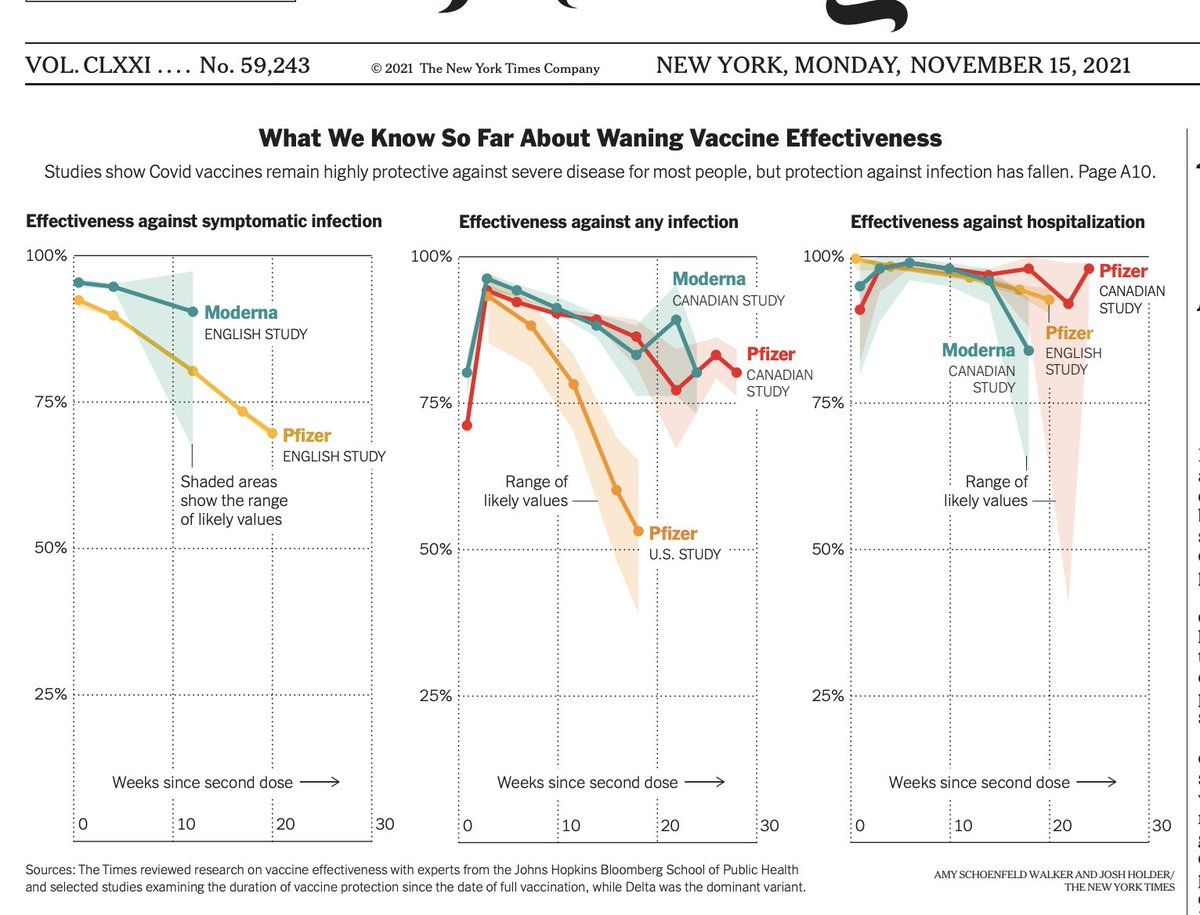 VOL. CLXXI .... No. 59,243
© 2021 The New York Times Company
NEW YORK, MONDAY, NOVEMBER 15, 2021
What We Know So Far About Waning Vaccine Effectiveness
Studies show Covid vaccines remain highly protective against severe disease for most people, but protection against infection has fallen. Page A10.
Effectiveness against symptomatic infection
100%
75%
50%
25%
Moderna
ENGLISH STUDY
Pfizer
ENGLISH STUDY
Shaded areas
show the range
of likely values
Weeks since second dose
0 10 20 30
Effectiveness against any infection
100%
75%
50%
25%
Moderna
CANADIAN STUDY
Pfizer
CANADIAN
STUDY
Range of
likely values
Pfizer
U.S. STUDY
Weeks since second dose
0 10 20 30
Effectiveness against hospitalization
100%
75%
50%
25%
Pfizer
CANADIAN
STUDY
Pfizer
ENGLISH
STUDY
Moderna
CANADIAN
STUDY
Range of
likely values
Weeks since second dose
0 10 20 30
Sources: The Times reviewed research on vaccine effectiveness with experts from the Johns Hopkins Bloomberg School of Public Health
and selected studies examining the duration of vaccine protection since the date of full vaccination, while Delta was the dominant variant.
AMY SCHOENFELD WALKER AND JOSH HOLDER/
THE NEW YORK TIMES